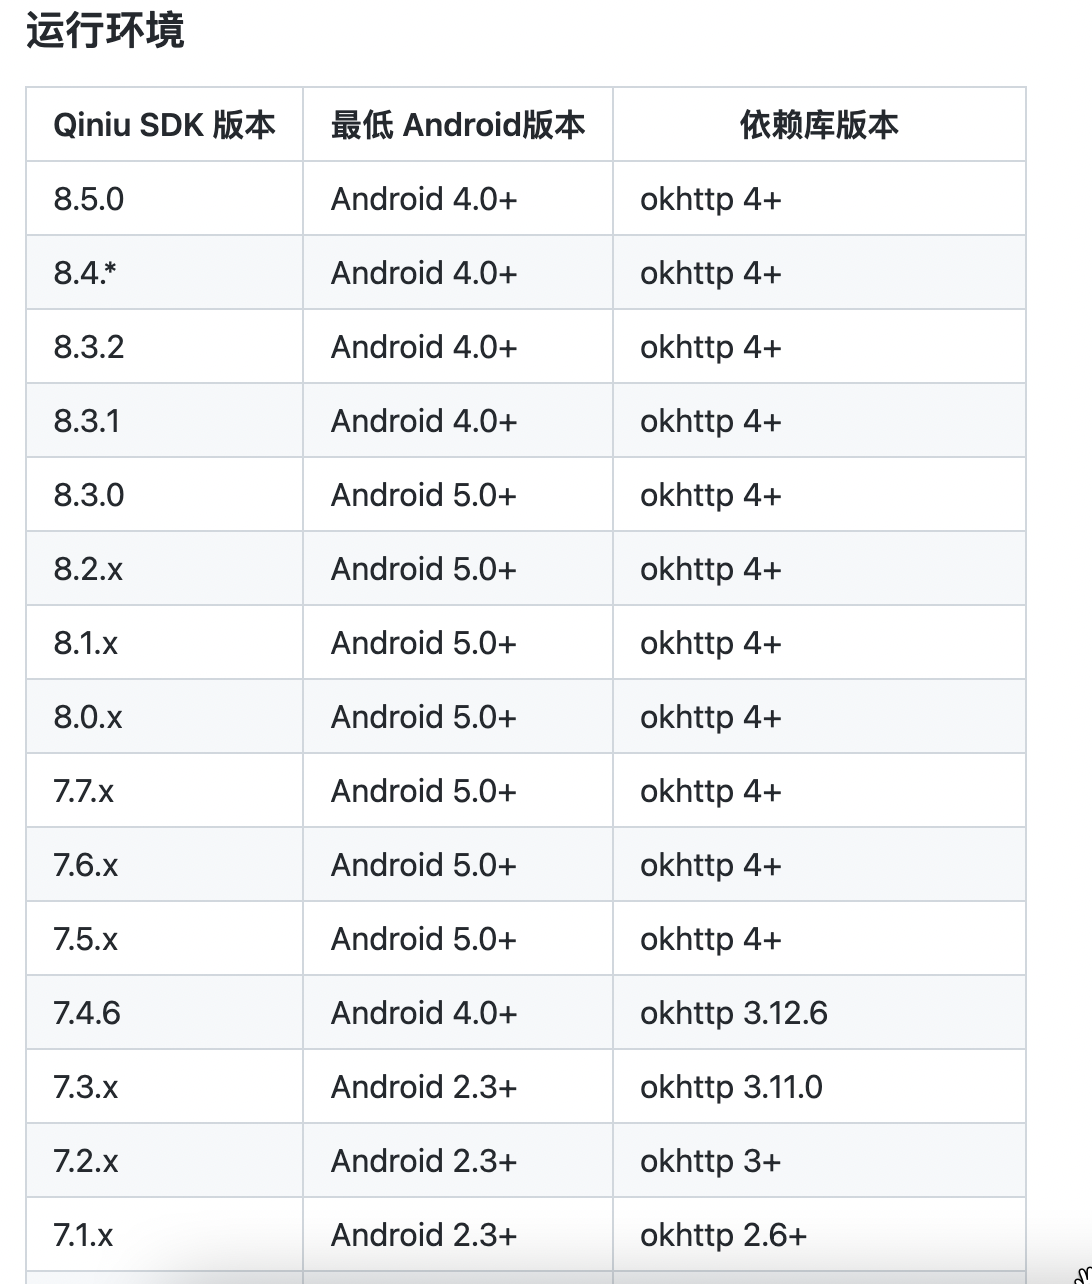 运行环境
Qiniu SDK 版本 最低 Android版本 依赖库版本
8.5.0 Android 4.0+ okhttp 4+
8.4.* Android 4.0+ okhttp 4+
8.3.2 Android 4.0+ okhttp 4+
8.3.1 Android 4.0+ okhttp 4+
8.3.0 Android 5.0+ okhttp 4+
8.2.x Android 5.0+ okhttp 4+
8.1.x Android 5.0+ okhttp 4+
8.0.x Android 5.0+ okhttp 4+
7.7.x Android 5.0+ okhttp 4+
7.6.x Android 5.0+ okhttp 4+
7.5.x Android 5.0+ okhttp 4+
7.4.6 Android 4.0+ okhttp 3.12.6
7.3.x Android 2.3+ okhttp 3.11.0
7.2.x Android 2.3+ okhttp 3+
7.1.x Android 2.3+ okhttp 2.6+